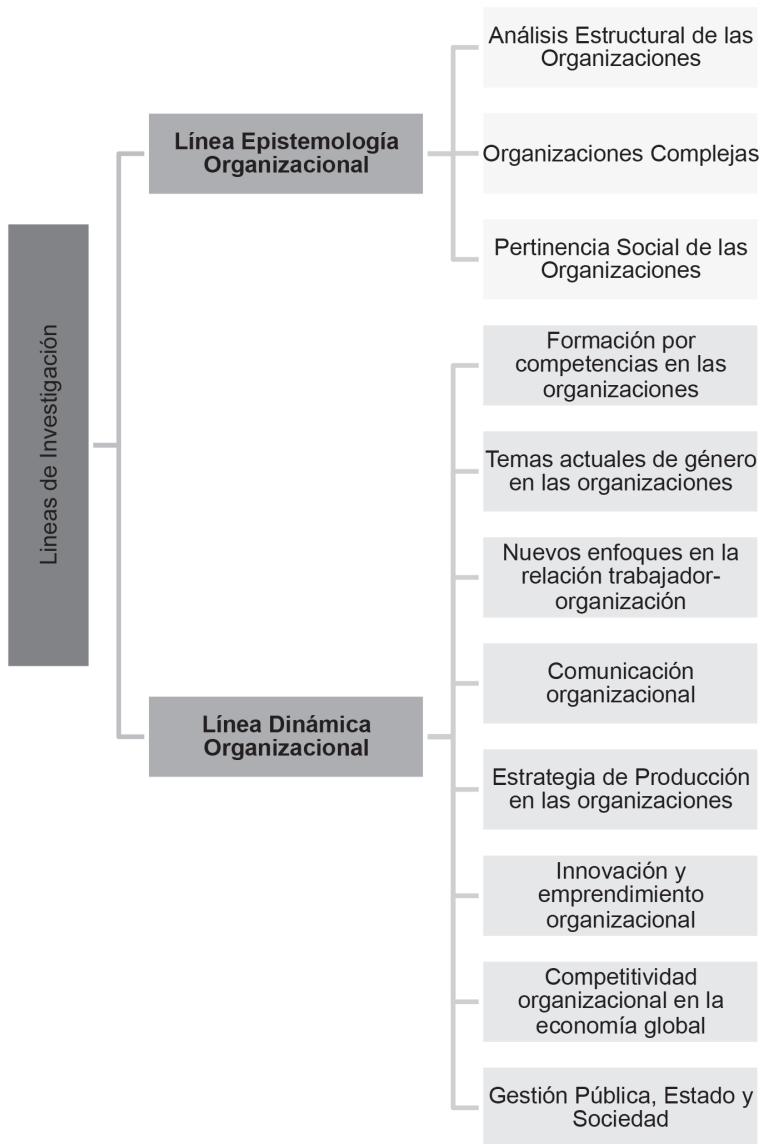 Lineas de Investigación
Línea Epistemología
Organizacional
Análisis Estructural de las
Organizaciones
Organizaciones Complejas
Pertinencia Social de las
Organizaciones
Línea Dinámica
Organizacional
Formación por
competencias en las
organizaciones
Temas actuales de género
en las organizaciones
Nuevos enfoques en la
relación trabajador-
organización
Comunicación
organizacional
Estrategia de Producción
en las organizaciones
Innovación y
emprendimiento
organizacional
Competitividad
organizacional en la
economía global
Gestión Pública, Estado y
Sociedad